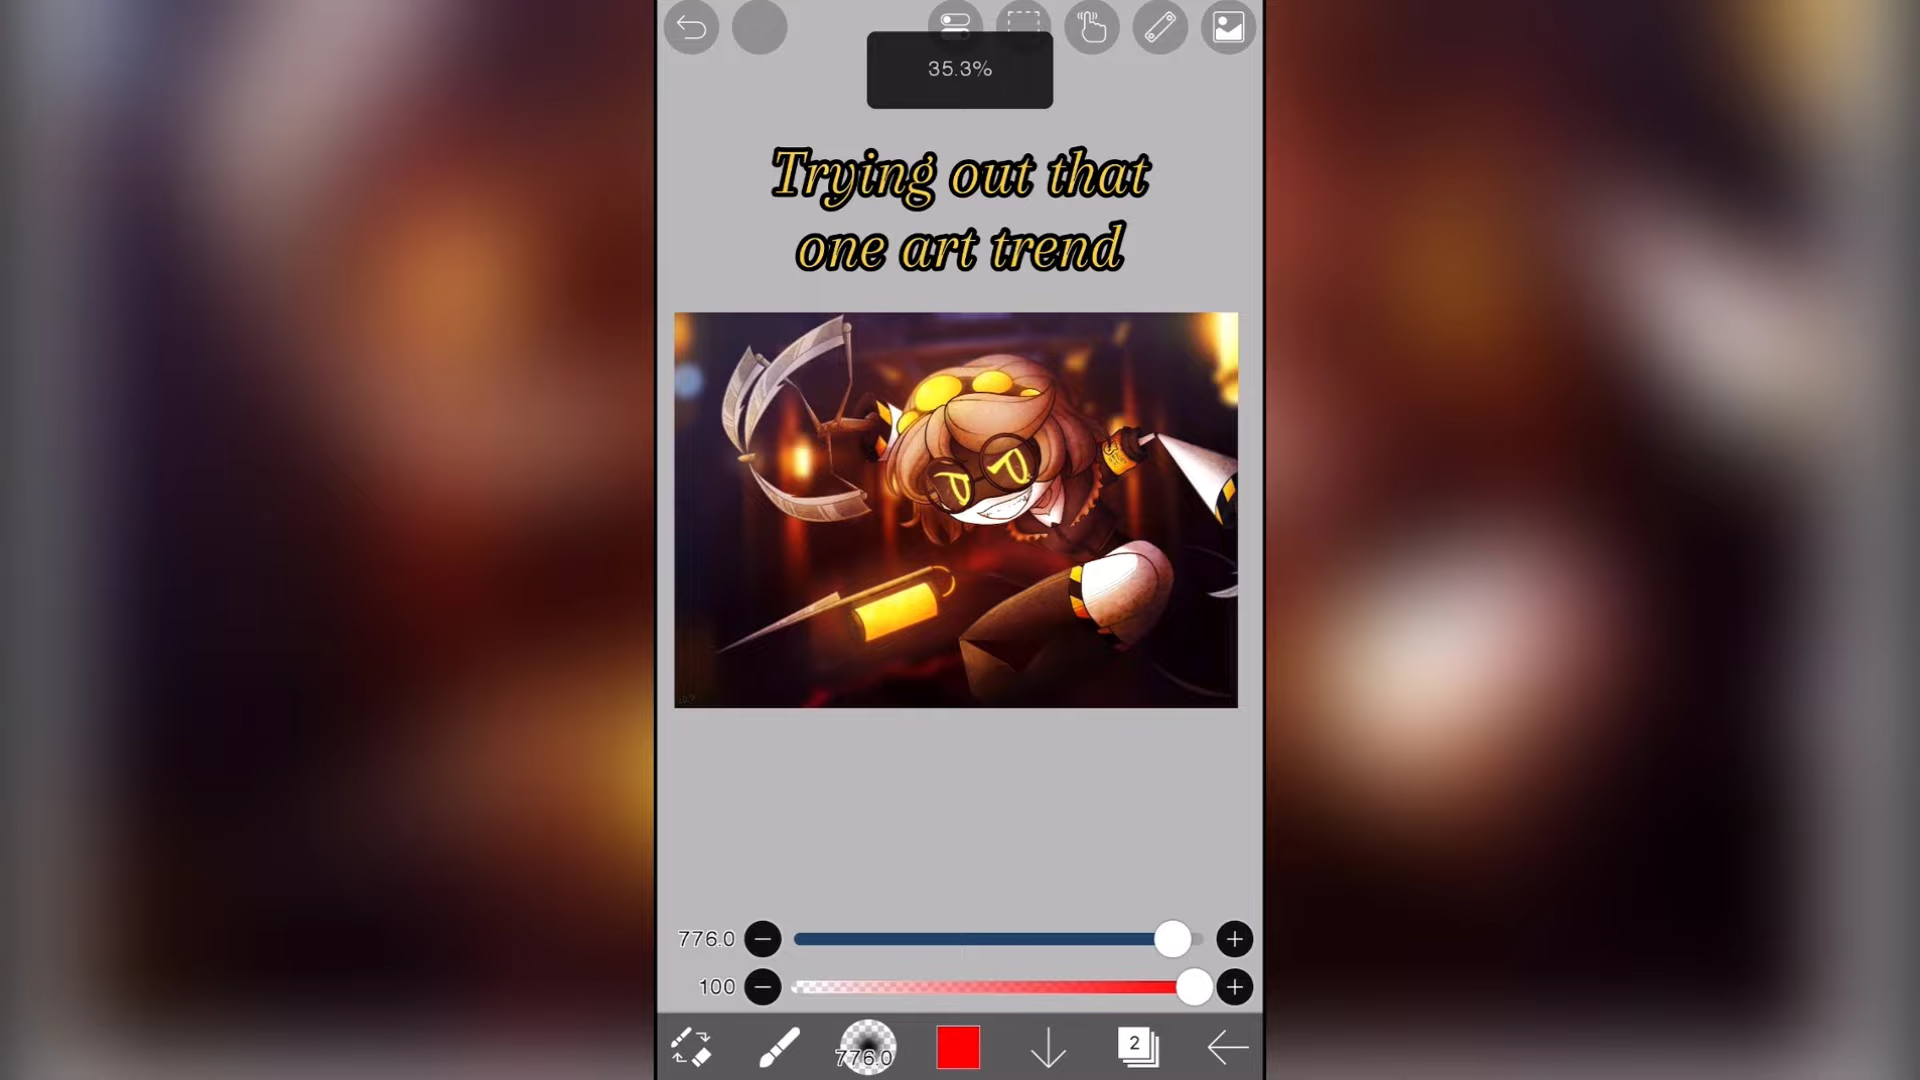 35.3%
Trying out that
one art trend
P P
776.0
100
776.0
2